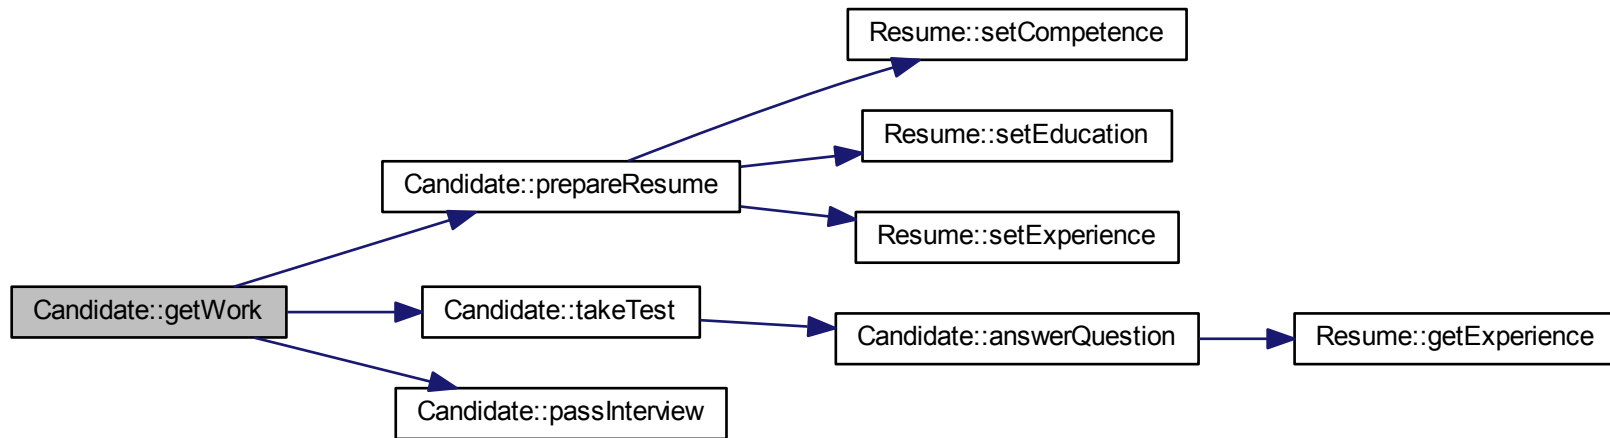 Resume::setCompetence
Resume::setEducation
Candidate::prepareResume
Resume::setExperience
Candidate::getWork
Candidate::takeTest
Candidate::answerQuestion
Resume::getExperience
Candidate::passInterview